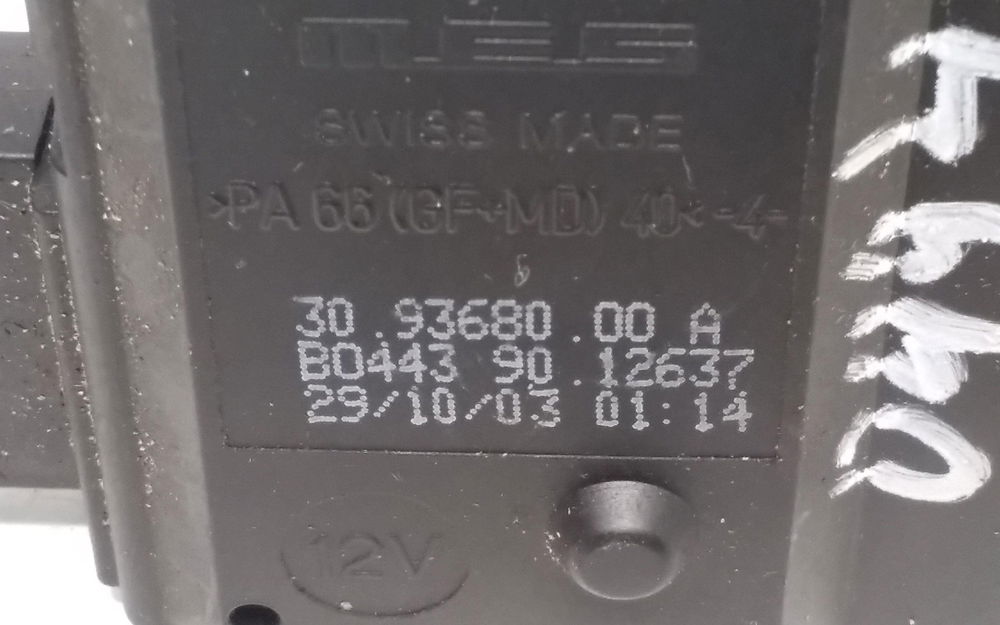 mes
SWISS MADE
>PA 66 (GF+MD) 40< -4-
30.93680.00 A
B0443 90.12637
29/10/03 01:14
12V